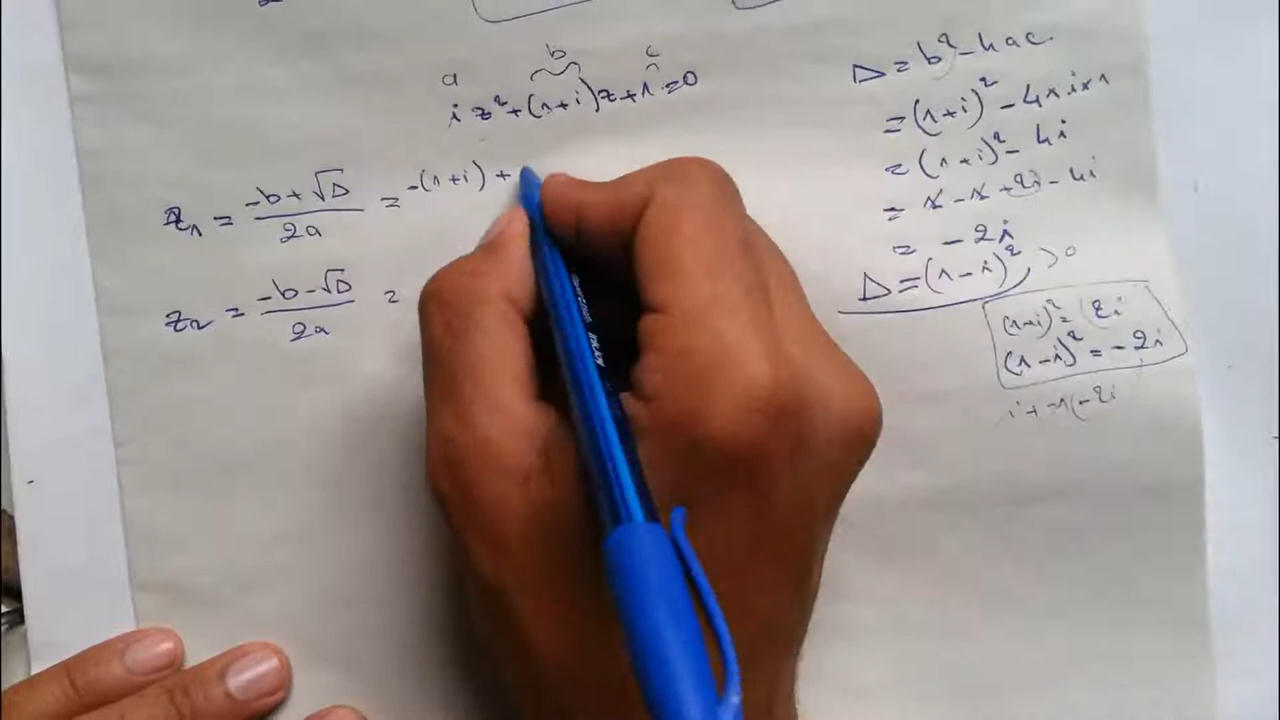 a b c
i z² + (1+i)z + 1 = 0
z₁ = (-b + √Δ)/2a = -(1+i) +
z₂ = (-b - √Δ)/2a =
Δ = b² - 4ac
= (1+i)² - 4×i×1
= (1+i)² - 4i
= 1 - 1 + 2i - 4i
= - 2i
Δ = (1-i)² >0
(1+i)² = 2i
(1-i)² = -2i